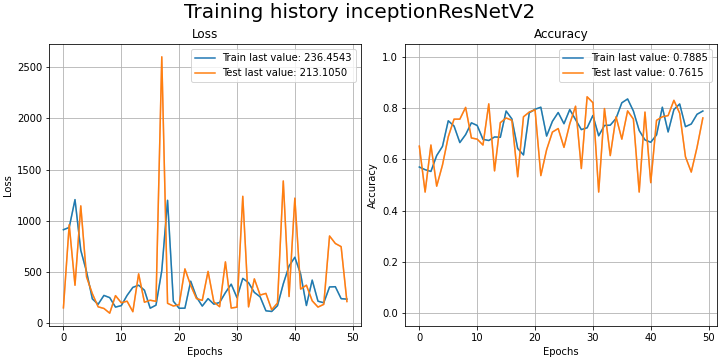 Training history inceptionResNetV2
Loss
Train last value: 236.4543
Test last value: 213.1050
2500
2000
1500
1000
500
0
Loss
0 10 20 30 40 50
Epochs
Accuracy
Train last value: 0.7885
Test last value: 0.7615
1.0
0.8
0.6
0.4
0.2
0.0
Accuracy
0 10 20 30 40 50
Epochs